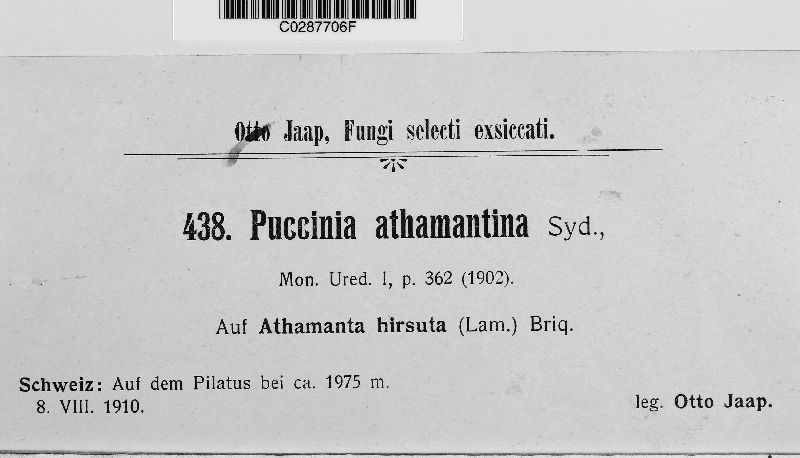 C0287706F
Otto Jaap, Fungi selecti exsiccati.
438. Puccinia athamantina Syd.,
Mon. Ured. I, p. 362 (1902).
Auf Athamanta hirsuta (Lam.) Briq.
Schweiz: Auf dem Pilatus bei ca. 1975 m.
8. VIII. 1910.
leg. Otto Jaap.